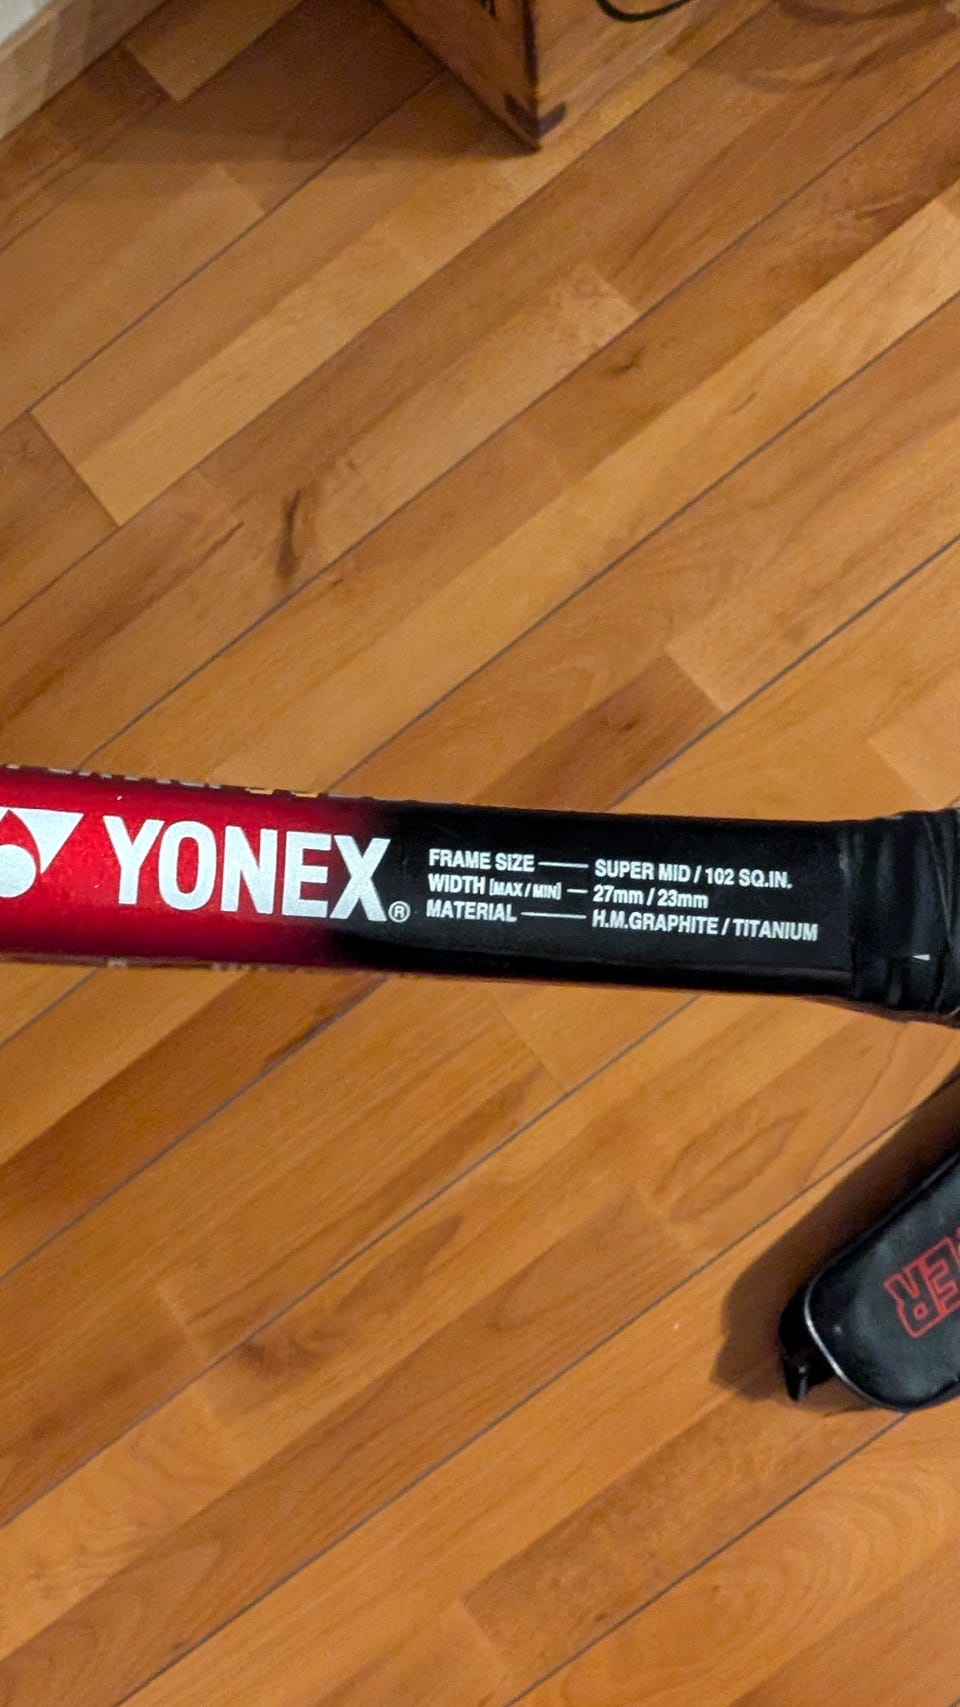 YONEX®
FRAME SIZE — SUPER MID / 102 SQ.IN.
WIDTH [MAX / MIN] — 27mm / 23mm
MATERIAL — H.M.GRAPHITE / TITANIUM